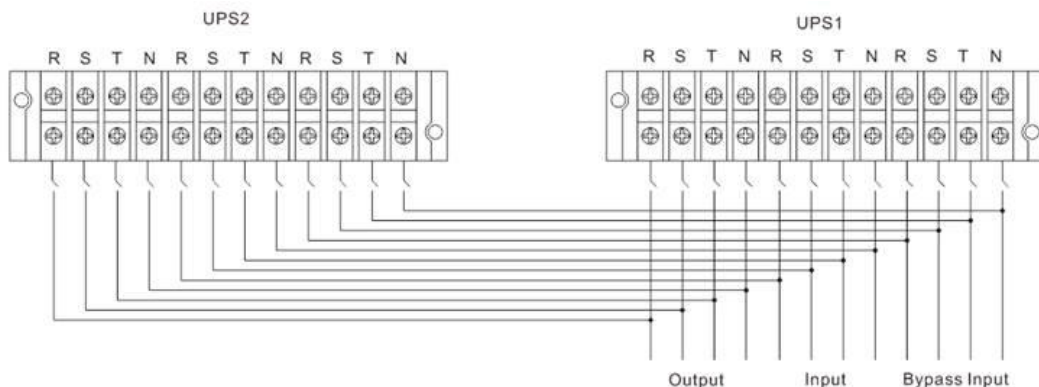 UPS2
UPS1
R S T N R S T N R S T N
R S T N R S T N R S T N
Output Input Bypass Input